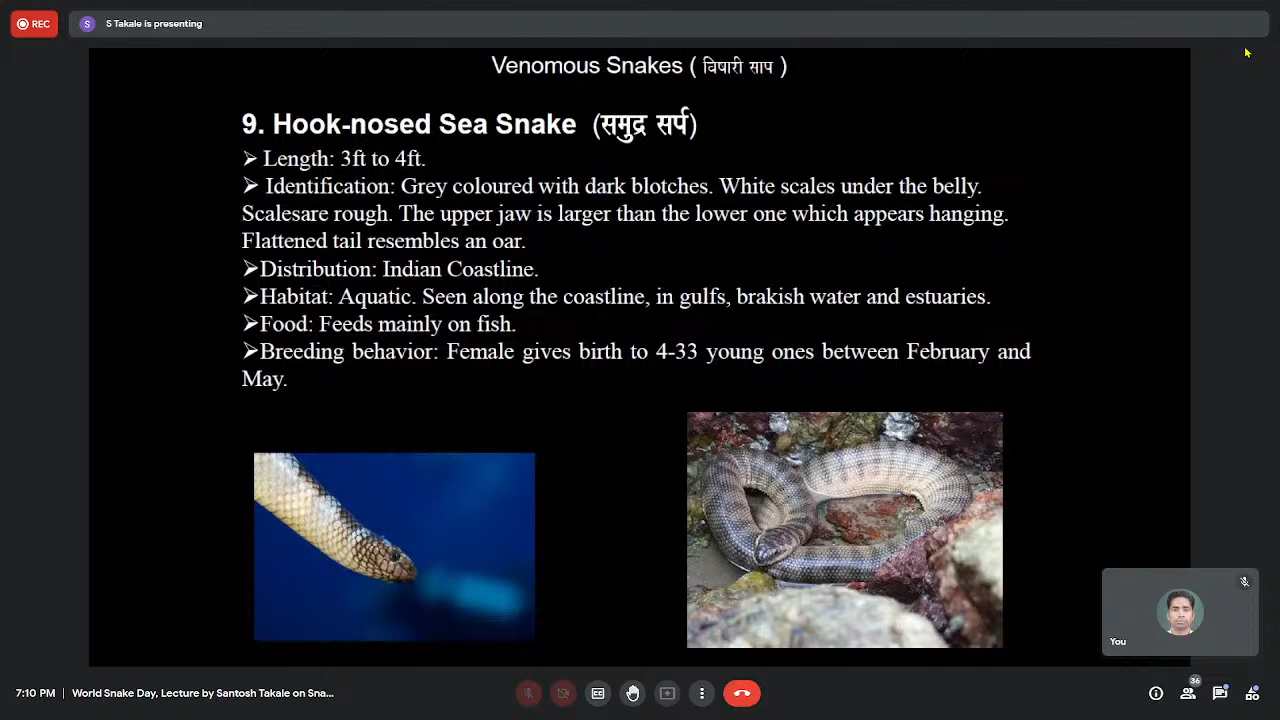 REC
S
S Takale is presenting
Venomous Snakes ( विषारी साप )
9. Hook-nosed Sea Snake (समुद्र सर्प)
➢ Length: 3ft to 4ft.
➢ Identification: Grey coloured with dark blotches. White scales under the belly.
Scalesare rough. The upper jaw is larger than the lower one which appears hanging.
Flattened tail resembles an oar.
➢Distribution: Indian Coastline.
➢Habitat: Aquatic. Seen along the coastline, in gulfs, brakish water and estuaries.
➢Food: Feeds mainly on fish.
➢Breeding behavior: Female gives birth to 4-33 young ones between February and
May.
You
7:10 PM | World Snake Day, Lecture by Santosh Takale on Sna...
36